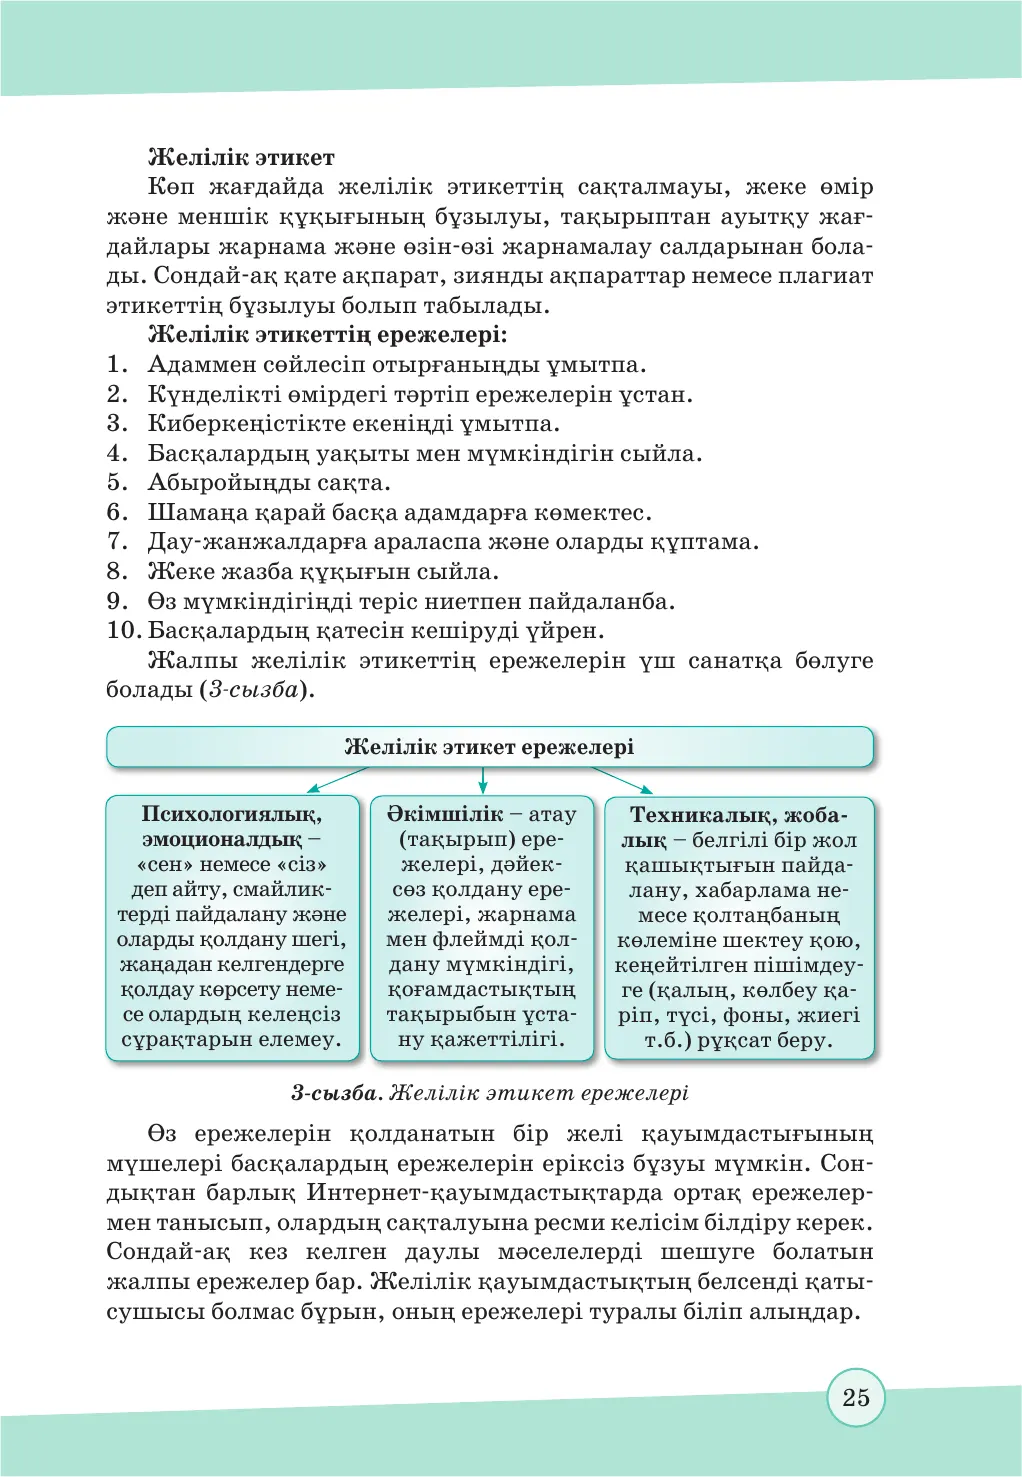 Желілік этикет
Көп жағдайда желілік этикеттің сақталмауы, жеке өмір
және меншік құқығының бұзылуы, тақырыптан ауытқу жағ-
дайлары жарнама және өзін-өзі жарнамалау салдарынан бола-
ды. Сондай-ақ қате ақпарат, зиянды ақпараттар немесе плагиат
этикеттің бұзылуы болып табылады.
Желілік этикеттің ережелері:
1. Адаммен сөйлесіп отырғаныңды ұмытпа.
2. Күнделікті өмірдегі тәртіп ережелерін ұстан.
3. Киберкеңістікте екеніңді ұмытпа.
4. Басқалардың уақыты мен мүмкіндігін сыйла.
5. Абыройыңды сақта.
6. Шамаңа қарай басқа адамдарға көмектес.
7. Дау-жанжалдарға араласпа және оларды құптама.
8. Жеке жазба құқығын сыйла.
9. Өз мүмкіндігіңді теріс ниетпен пайдаланба.
10. Басқалардың қатесін кешіруді үйрен.
Жалпы желілік этикеттің ережелерін үш санатқа бөлуге
болады (3-сызба).
Желілік этикет ережелері
Психологиялық,
эмоционалдық –
«сен» немесе «сіз»
деп айту, смайлик-
терді пайдалану және
оларды қолдану шегі,
жаңадан келгендерге
қолдау көрсету неме-
се олардың келеңсіз
сұрақтарын елемеу.
Әкімшілік – атау
(тақырып) ере-
желері, дәйек-
сөз қолдану ере-
желері, жарнама
мен флеймді қол-
дану мүмкіндігі,
қоғамдастықтың
тақырыбын ұста-
ну қажеттілігі.
Техникалық, жоба-
лық – белгілі бір жол
қашықтығын пайда-
лану, хабарлама не-
месе қолтаңбаның
көлеміне шектеу қою,
кеңейтілген пішімдеу-
ге (қалың, көлбеу қа-
ріп, түсі, фоны, жиегі
т.б.) рұқсат беру.
3-сызба. Желілік этикет ережелері
Өз ережелерін қолданатын бір желі қауымдастығының
мүшелері басқалардың ережелерін еріксіз бұзуы мүмкін. Сон-
дықтан барлық Интернет-қауымдастықтарда ортақ ережелер-
мен танысып, олардың сақталуына ресми келісім білдіру керек.
Сондай-ақ кез келген даулы мәселелерді шешуге болатын
жалпы ережелер бар. Желілік қауымдастықтың белсенді қаты-
сушысы болмас бұрын, оның ережелері туралы біліп алыңдар.
25